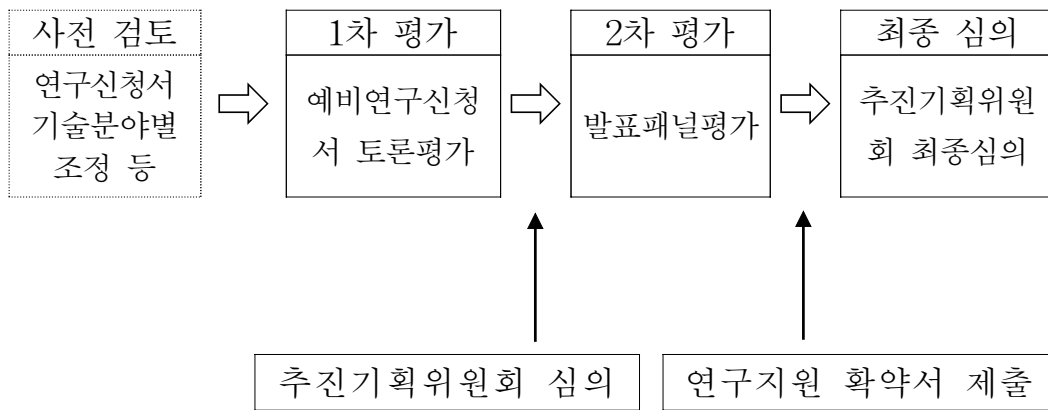 사전 검토
연구신청서
기술분야별
조정 등
1차 평가
예비연구신청
서 토론평가
2차 평가
발표패널평가
최종 심의
추진기획위원
회 최종심의
추진기획위원회 심의
연구지원 확약서 제출